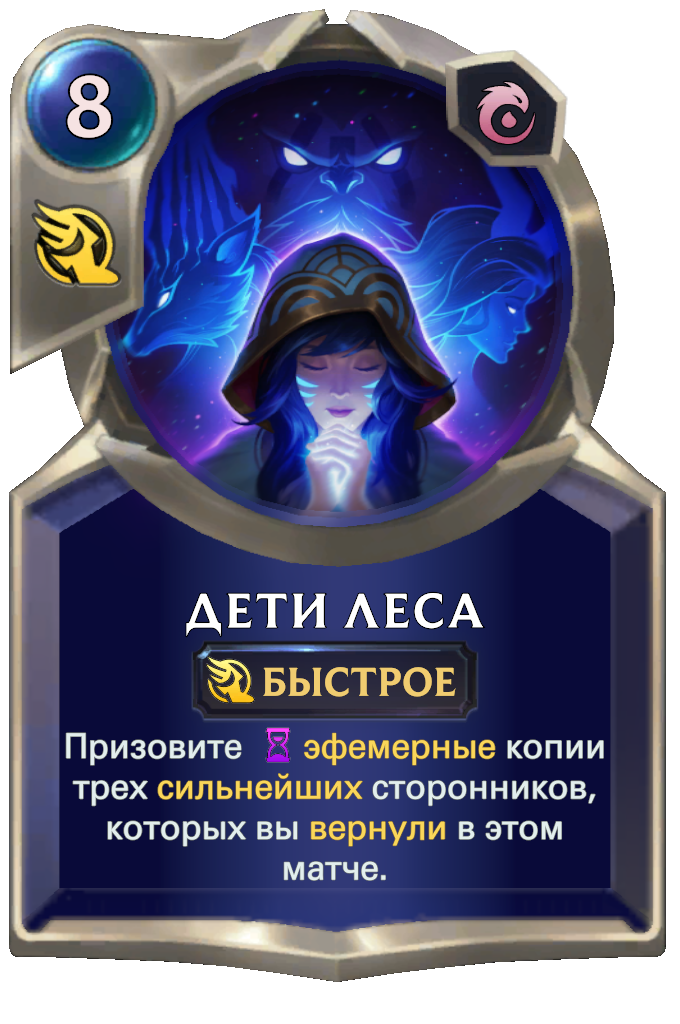 8
ДЕТИ ЛЕСА
БЫСТРОЕ
Призовите эфемерные копии
трех сильнейших сторонников,
которых вы вернули в этом
матче.